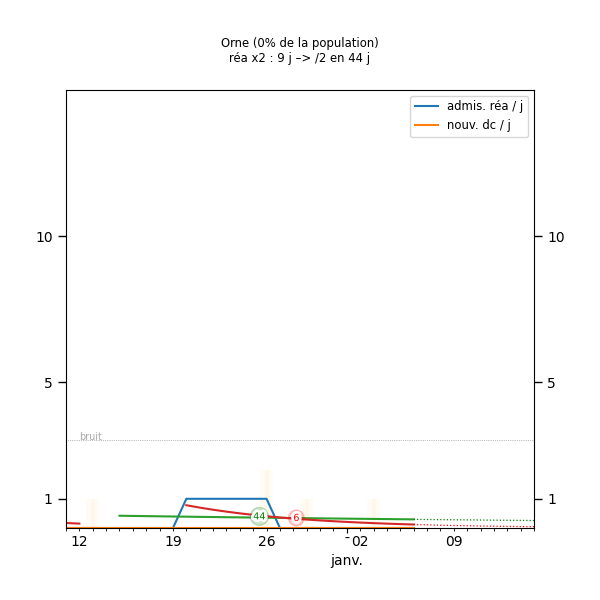 Orne (0% de la population)
réa x2 : 9 j –> /2 en 44 j
admis. réa / j
nouv. dc / j
10
10
5
5
bruit
1
1
44
6
12
19
26
02
09
janv.